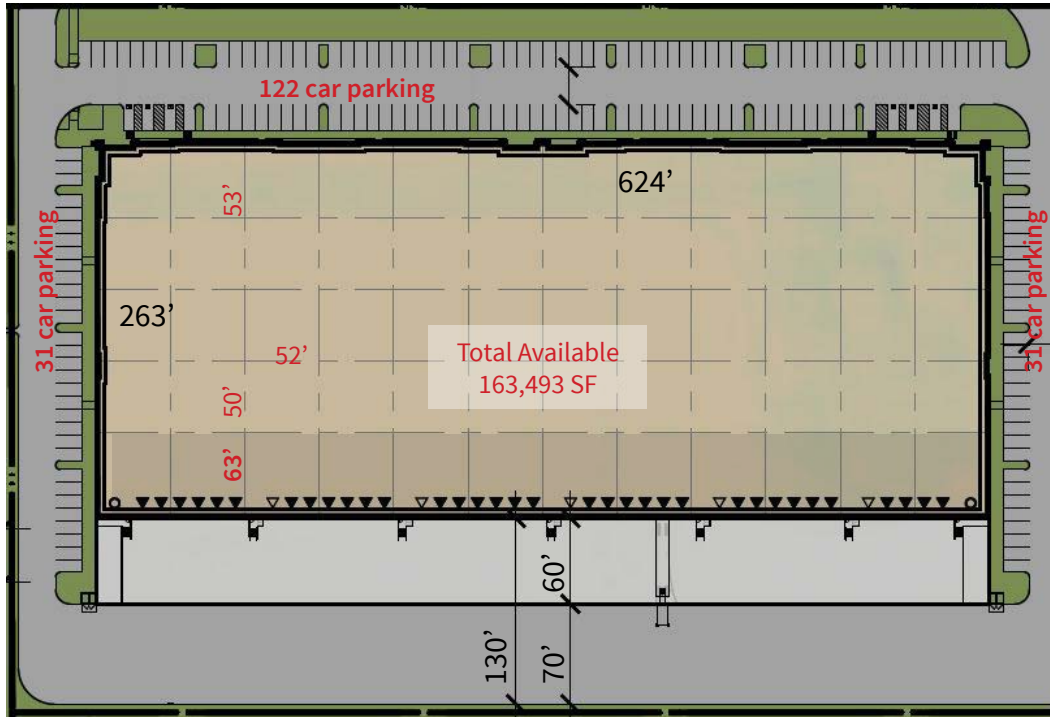 122 car parking
624’
53’
31 car parking
31 car parking
263’
52’
Total Available
163,493 SF
50’
63’
60’
130’
70’